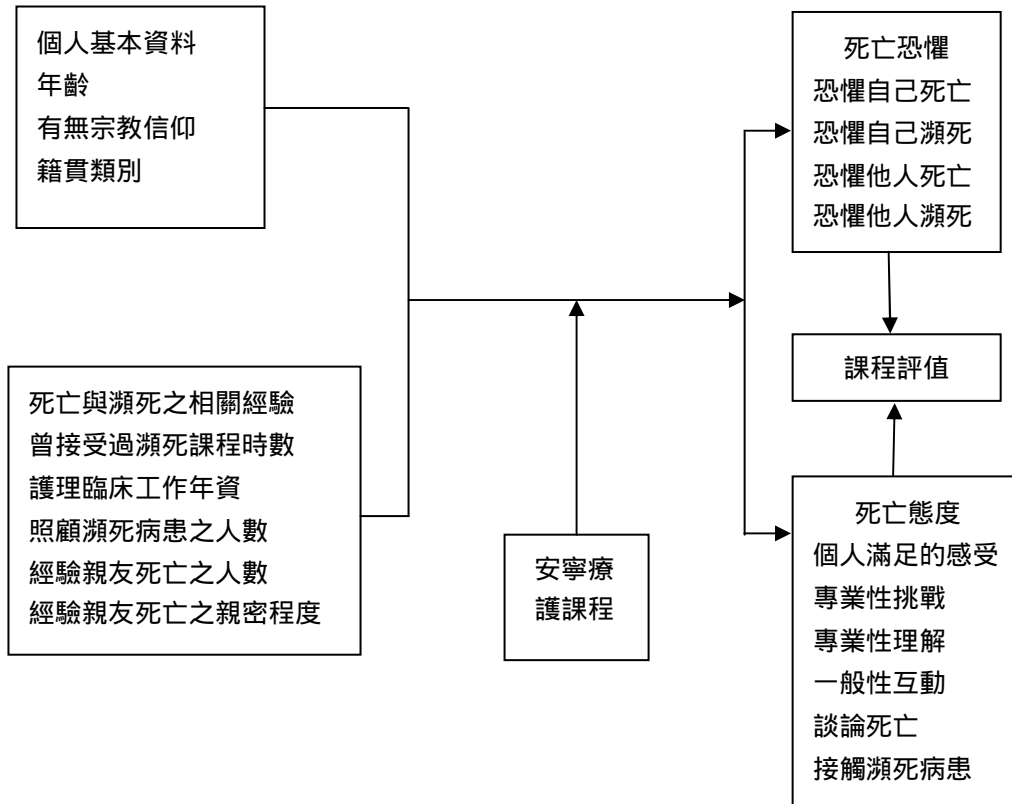 個人基本資料
年齡
有無宗教信仰
籍貫類別
死亡與瀕死之相關經驗
曾接受過瀕死課程時數
護理臨床工作年資
照顧瀕死病患之人數
經驗親友死亡之人數
經驗親友死亡之親密程度
安寧療
護課程
死亡恐懼
恐懼自己死亡
恐懼自己瀕死
恐懼他人死亡
恐懼他人瀕死
課程評值
死亡態度
個人滿足的感受
專業性挑戰
專業性理解
一般性互動
談論死亡
接觸瀕死病患